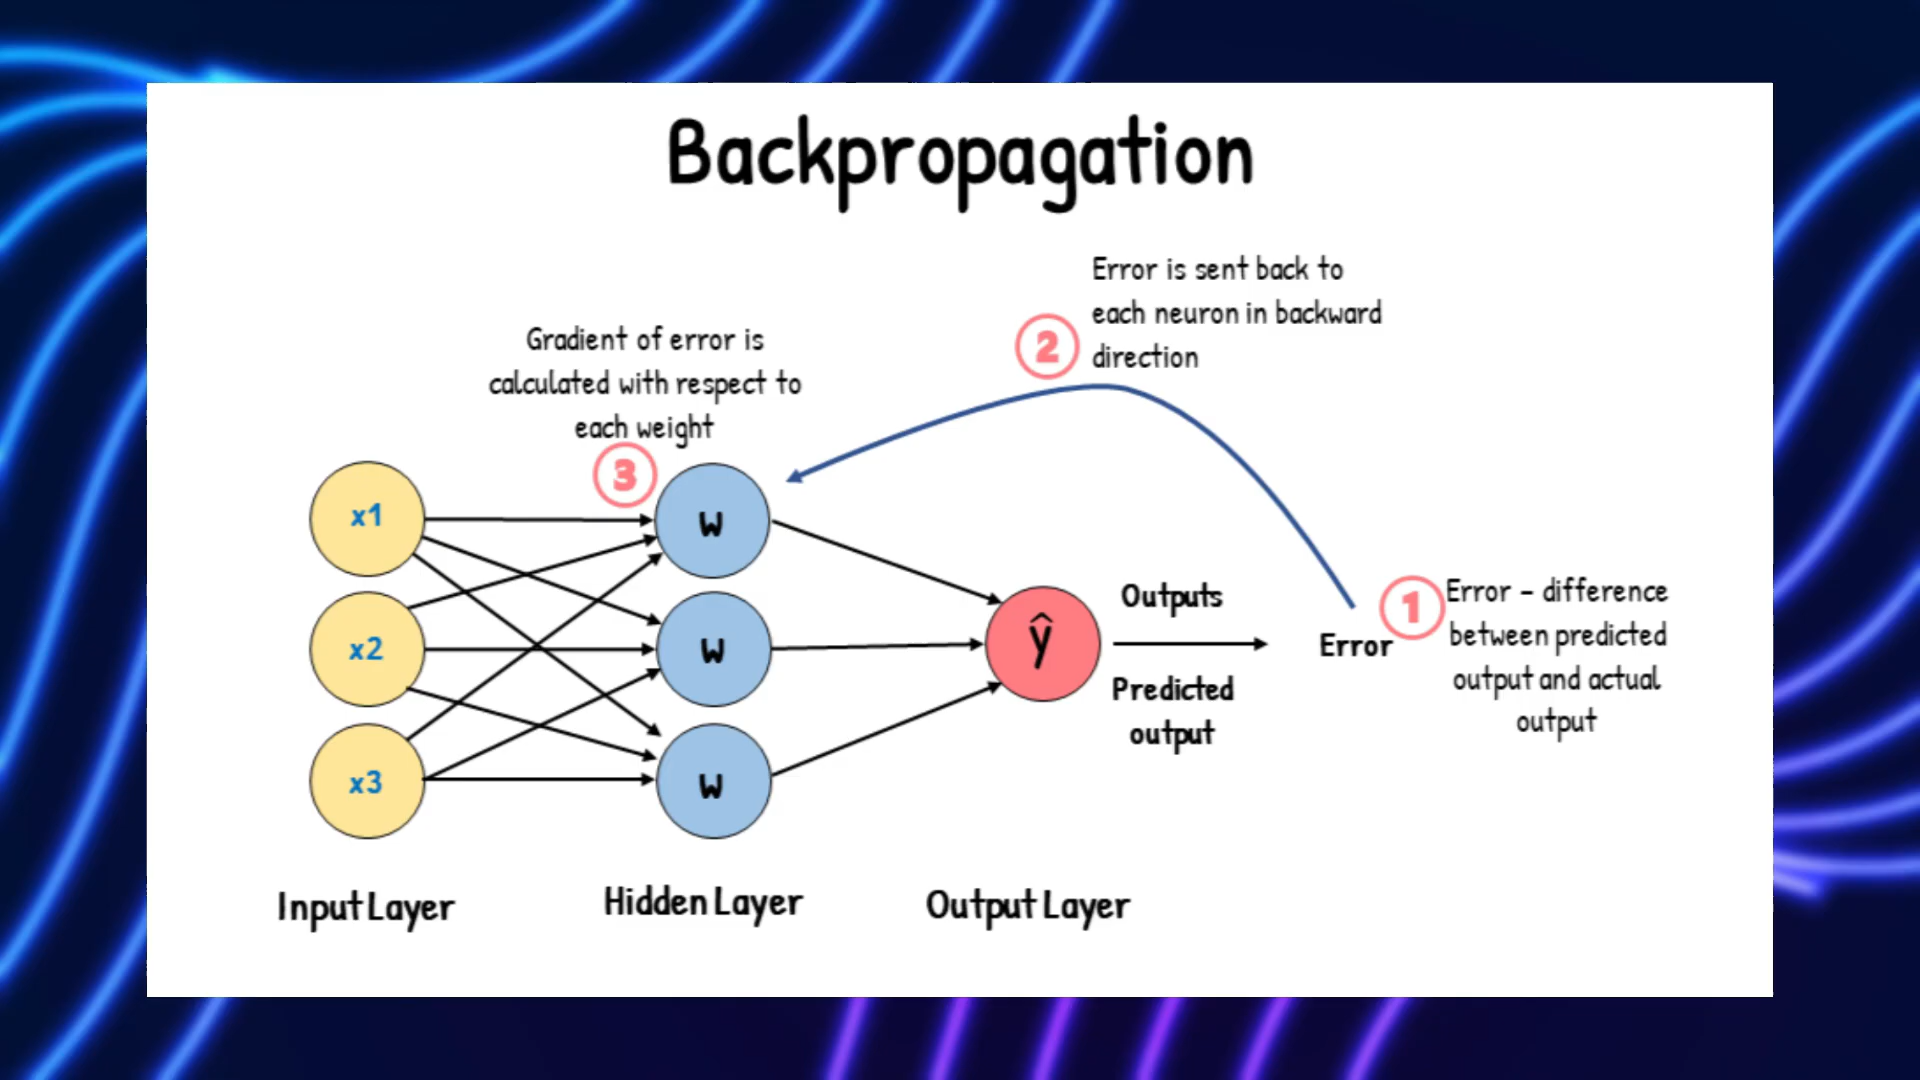 Backpropagation
Error is sent back to
each neuron in backward
direction
2
Gradient of error is
calculated with respect to
each weight
3
x1
w
x2
w
x3
w
ŷ
Outputs
Predicted
output
Error
1
Error - difference
between predicted
output and actual
output
Input Layer
Hidden Layer
Output Layer